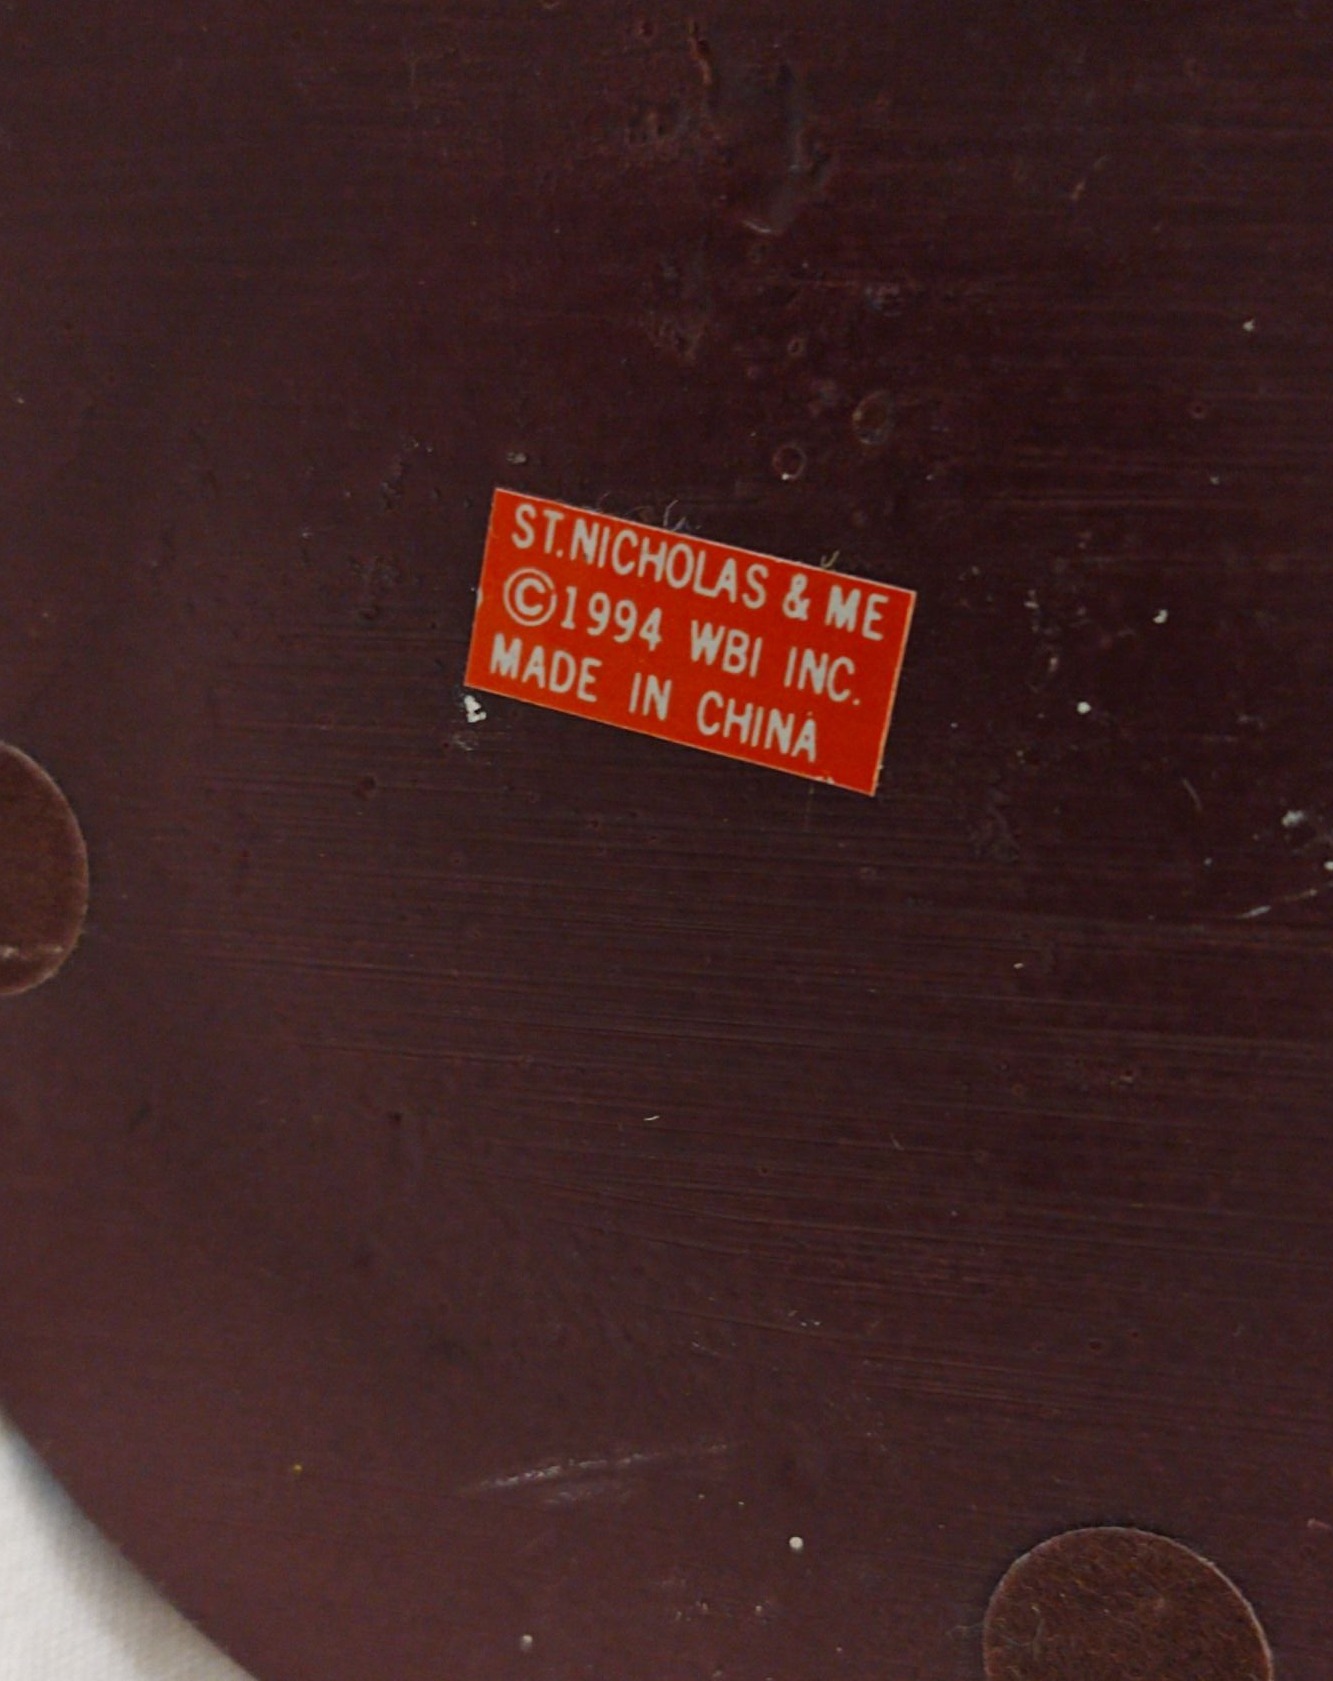 ST.NICHOLAS & ME
©1994 WBI INC.
MADE IN CHINA